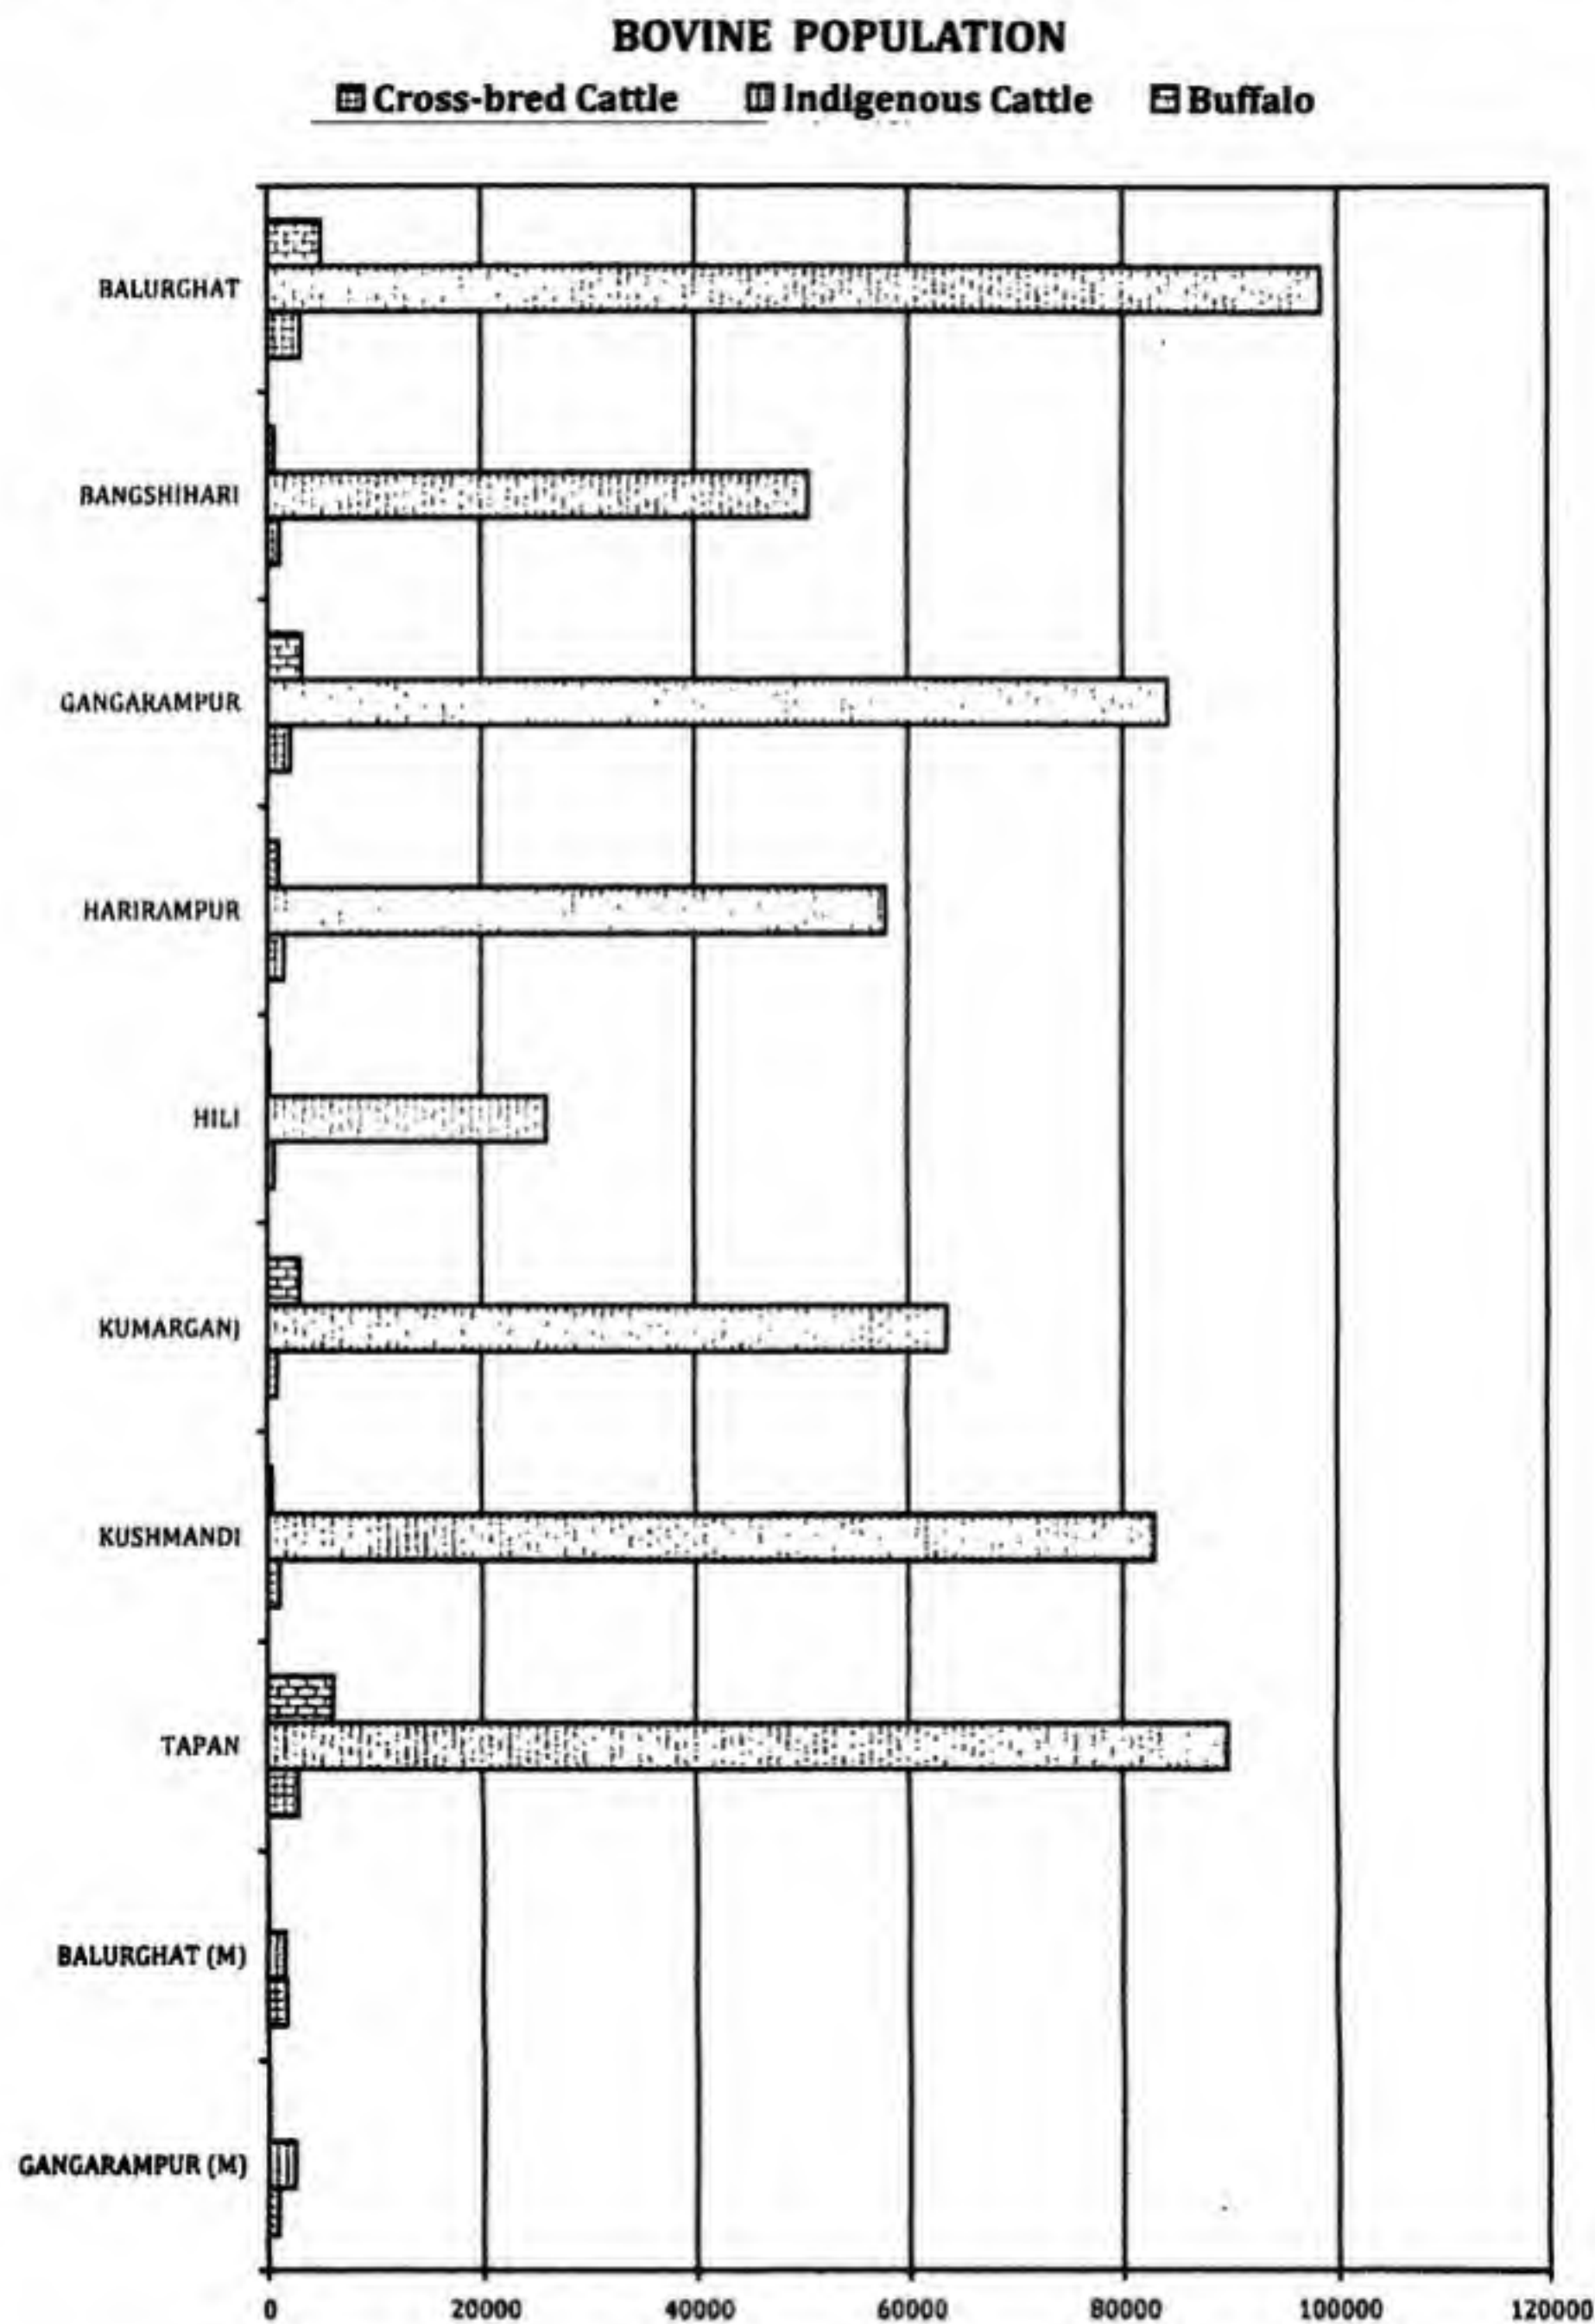 BOVINE POPULATION
Cross-bred Cattle Indigenous Cattle Buffalo
BALURGHAT
BANGSHIHARI
GANGARAMPUR
HARIRAMPUR
HILI
KUMARGANJ
KUSHMANDI
TAPAN
BALURGHAT (M)
GANGARAMPUR (M)
0 20000 40000 60000 80000 100000 120000